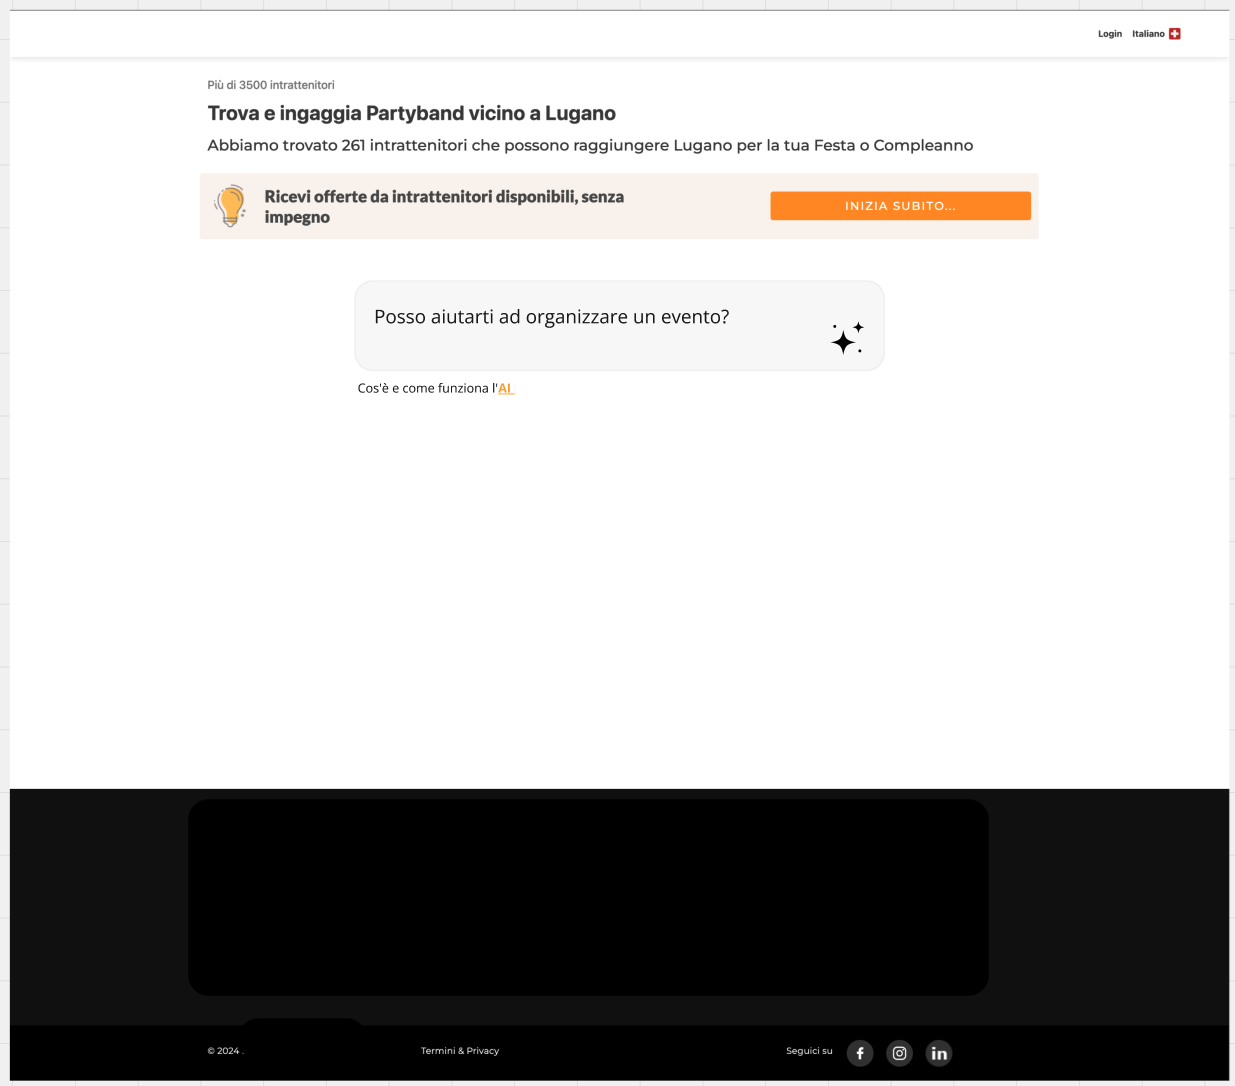 Login Italiano
Più di 3500 intrattenitori
Trova e ingaggia Partyband vicino a Lugano
Abbiamo trovato 261 intrattenitori che possono raggiungere Lugano per la tua Festa o Compleanno
Ricevi offerte da intrattenitori disponibili, senza
impegno
INIZIA SUBITO...
Posso aiutarti ad organizzare un evento?
Cos'è e come funziona l'AI
© 2024 .
Termini & Privacy
Seguici su